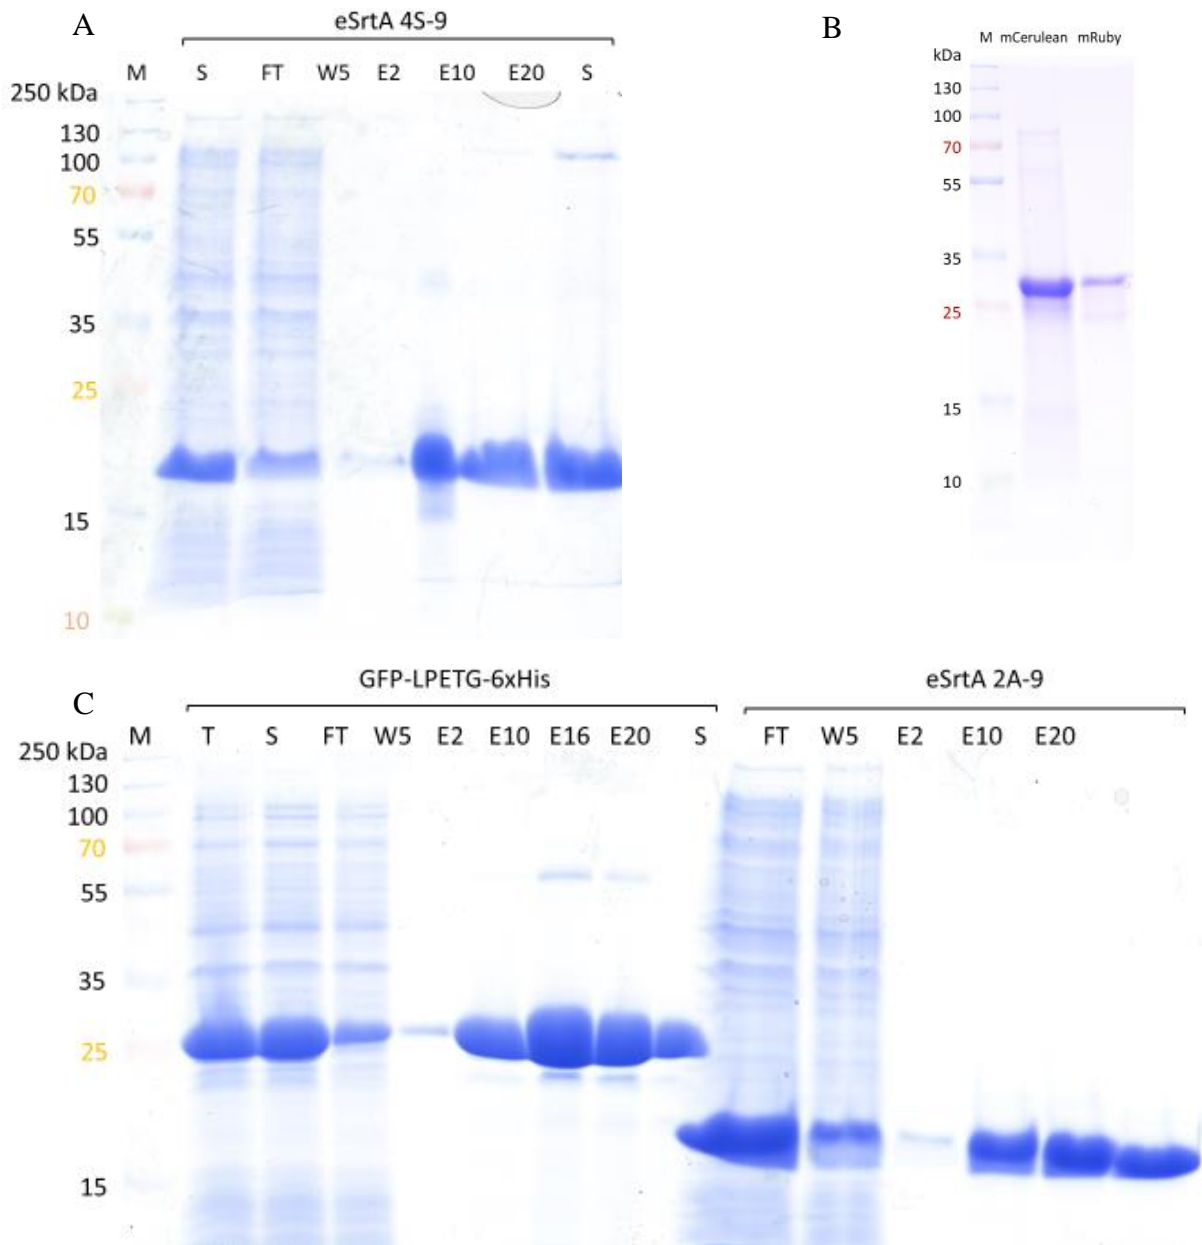 A
eSrtA 4S-9
M S FT W5 E2 E10 E20 S
250 kDa
130
100
70
55
35
25
15
10
B
M mCerulean mRuby
kDa
130
100
70
55
35
25
15
10
C
GFP-LPETG-6xHis
eSrtA 2A-9
M T S FT W5 E2 E10 E16 E20 S FT W5 E2 E10 E20
250 kDa
130
100
70
55
35
25
15